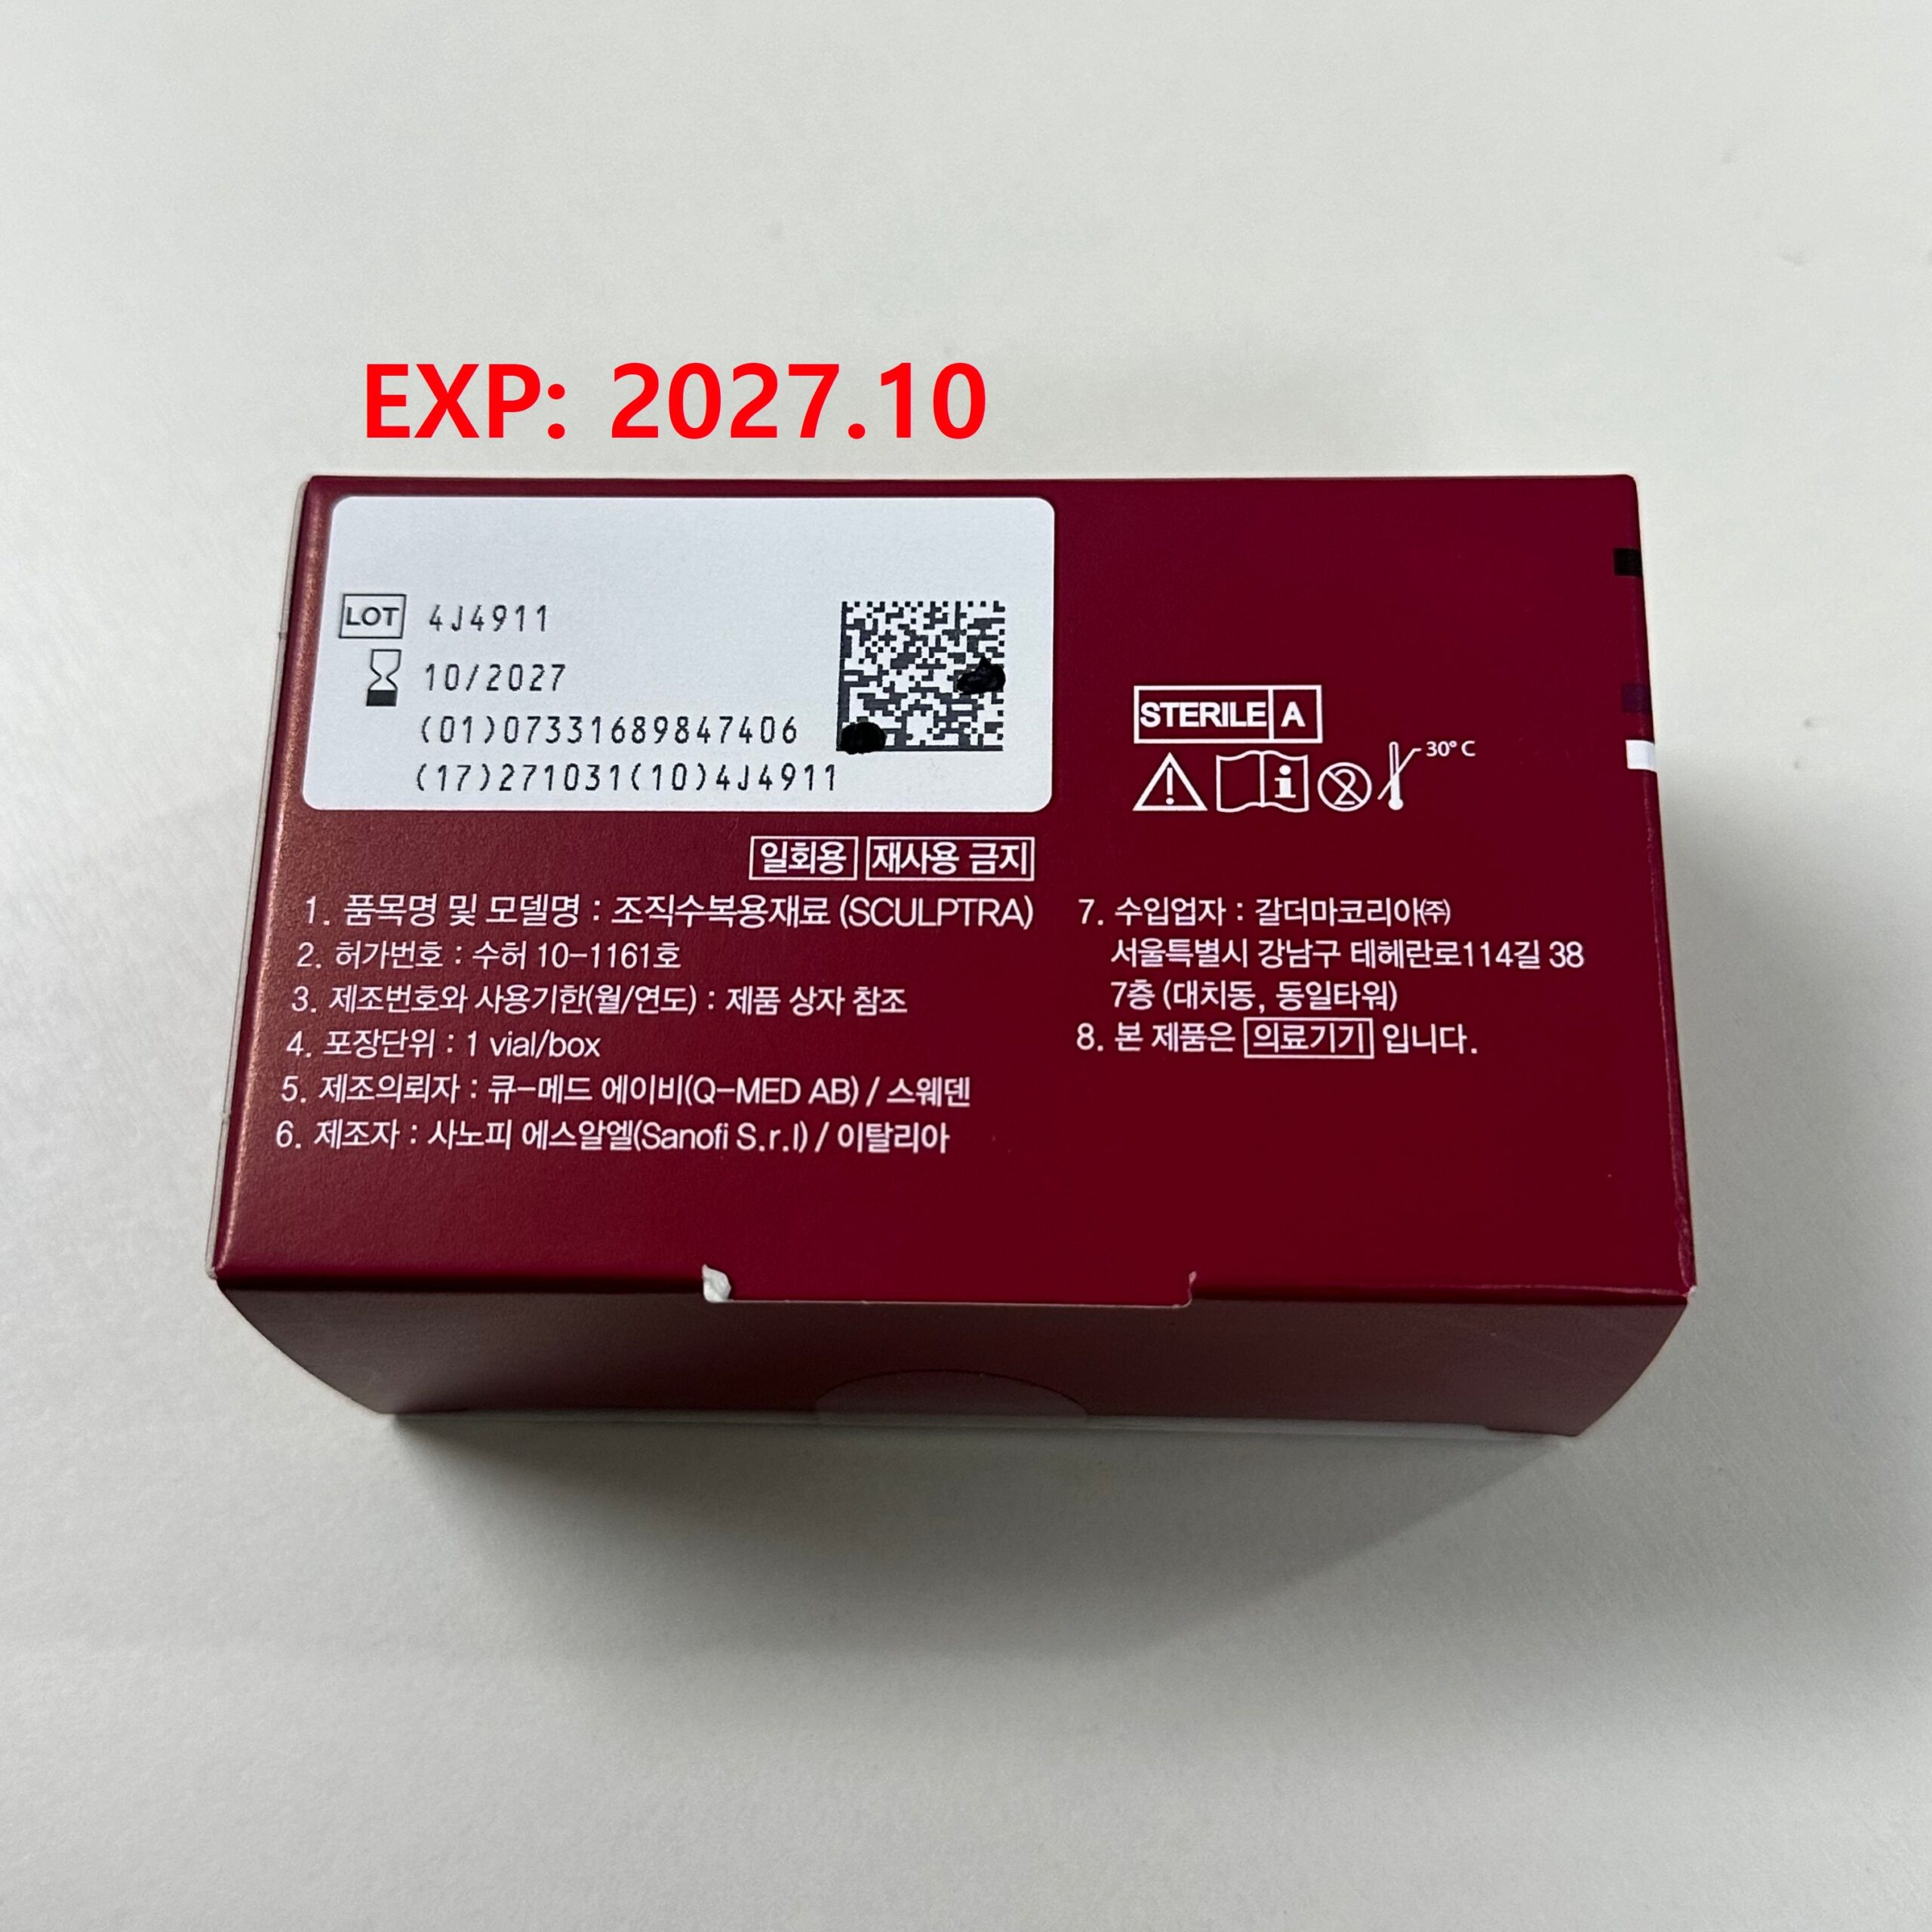 EXP: 2027.10
LOT 4J4911
10/2027
(01)07331689847406
(17)271031(10)4J4911
STERILE A
30°C
일회용 재사용 금지
1. 품목명 및 모델명 : 조직수복용재료 (SCULPTRA)
2. 허가번호 : 수허 10-1161호
3. 제조번호와 사용기한(월/연도) : 제품 상자 참조
4. 포장단위 : 1 vial/box
5. 제조의뢰자 : 큐-메드 에이비(Q-MED AB) / 스웨덴
6. 제조자 : 사노피 에스알엘(Sanofi S.r.l) / 이탈리아
7. 수입업자 : 갈더마코리아㈜
서울특별시 강남구 테헤란로114길 38
7층 (대치동, 동일타워)
8. 본 제품은 의료기기 입니다.